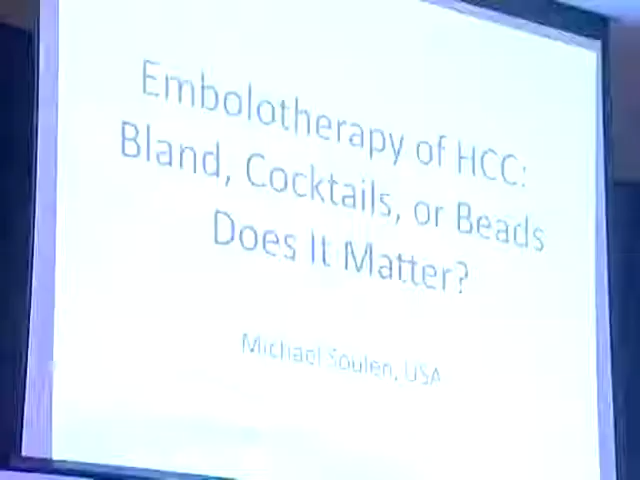 Embolotherapy of HCC:
Bland, Cocktails, or Beads
Does It Matter?
Michael Soulen, USA